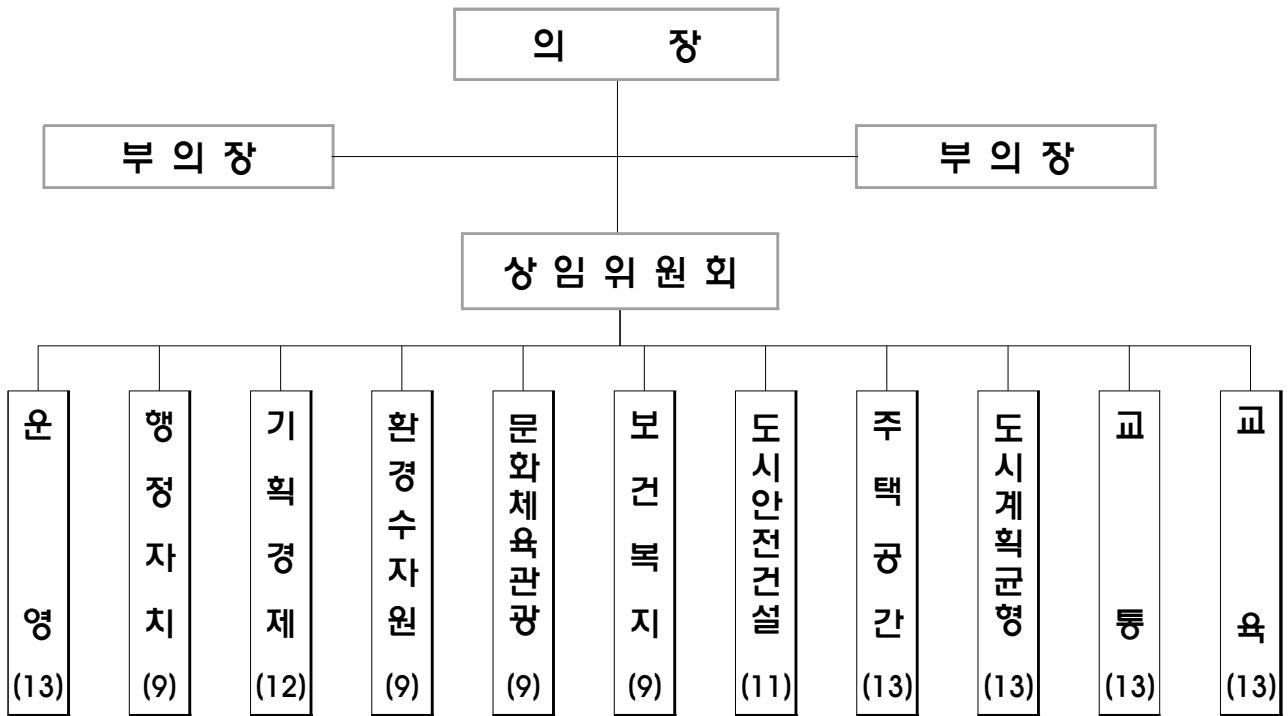 의 장
부의장
부의장
상임위원회
운영
(13)
행정자치
(9)
기획경제
(12)
환경수자원
(9)
문화체육관광
(9)
보건복지
(9)
도시안전건설
(11)
주택공간
(13)
도시계획균형
(13)
교통
(13)
교육
(13)